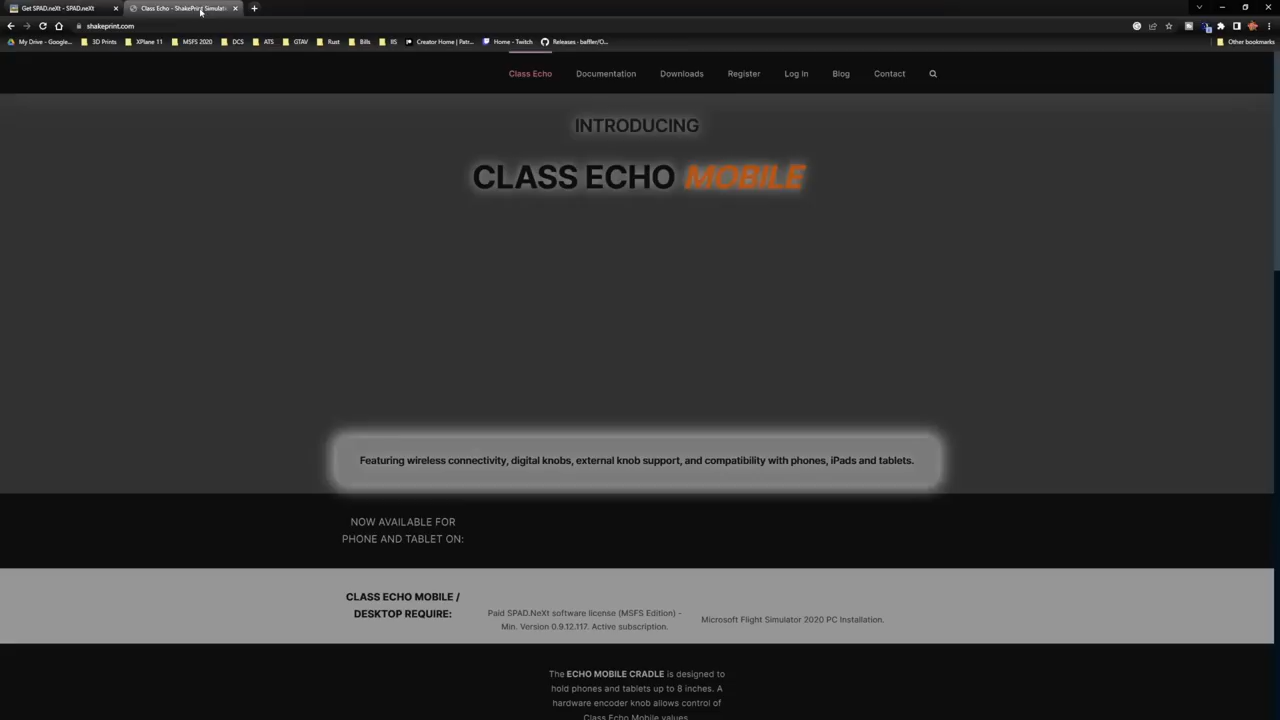 Get SPAD.neXt - SPAD.neXt
Class Echo - ShakePrint Simulat
shakeprint.com
My Drive - Google...
3D Prints
XPlane 11
MSFS 2020
DCS
ATS
GTAV
Rust
Bills
IIS
Creator Home | Patr...
Home - Twitch
Releases · baffler/O...
Other bookmarks
Class Echo
Documentation
Downloads
Register
Log In
Blog
Contact
INTRODUCING
CLASS ECHO MOBILE
Featuring wireless connectivity, digital knobs, external knob support, and compatibility with phones, iPads and tablets.
NOW AVAILABLE FOR
PHONE AND TABLET ON:
CLASS ECHO MOBILE /
DESKTOP REQUIRE:
Paid SPAD.NeXt software license (MSFS Edition) -
Min. Version 0.9.12.117. Active subscription.
Microsoft Flight Simulator 2020 PC Installation.
The ECHO MOBILE CRADLE is designed to
hold phones and tablets up to 8 inches. A
hardware encoder knob allows control of
Class Echo Mobile values